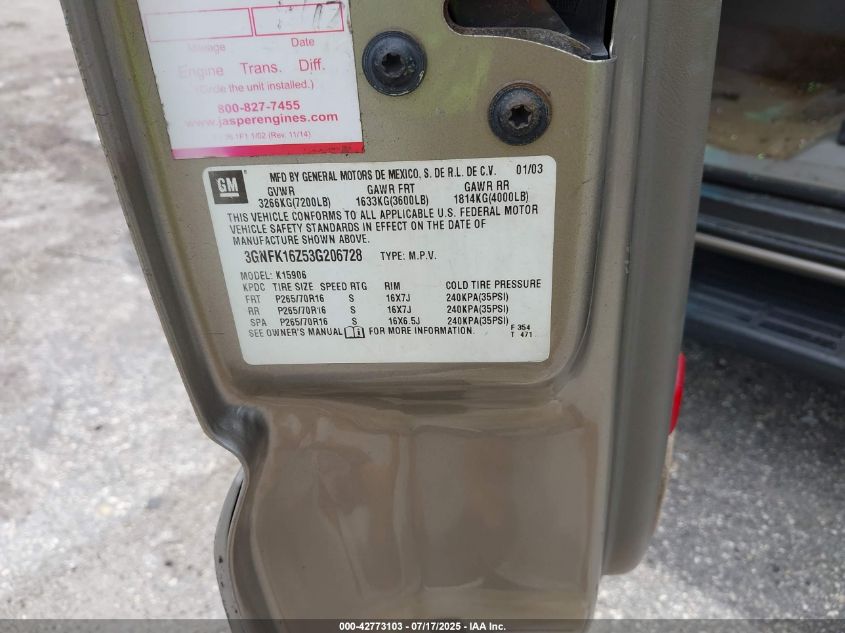 Mileage Date
Engine Trans. Diff.
(Circle the unit installed.)
800-827-7455
www.jasperengines.com
1/02 (Rev. 11/14)
GM
MFD BY GENERAL MOTORS DE MEXICO, S. DE R.L. DE C.V. 01/03
GVWR GAWR FRT GAWR RR
3266KG(7200LB) 1633KG(3600LB) 1814KG(4000LB)
THIS VEHICLE CONFORMS TO ALL APPLICABLE U.S. FEDERAL MOTOR
VEHICLE SAFETY STANDARDS IN EFFECT ON THE DATE OF
MANUFACTURE SHOWN ABOVE.
3GNFK16Z53G206728 TYPE: M.P.V.
MODEL: K15906
KPDC TIRE SIZE SPEED RTG RIM COLD TIRE PRESSURE
FRT P265/70R16 S 16X7J 240KPA(35PSI)
RR P265/70R16 S 16X7J 240KPA(35PSI)
SPA P265/70R16 S 16X6.5J 240KPA(35PSI)
SEE OWNER'S MANUAL FOR MORE INFORMATION.
F 354
T 471
000-42773103 - 07/17/2025 - IAA Inc.